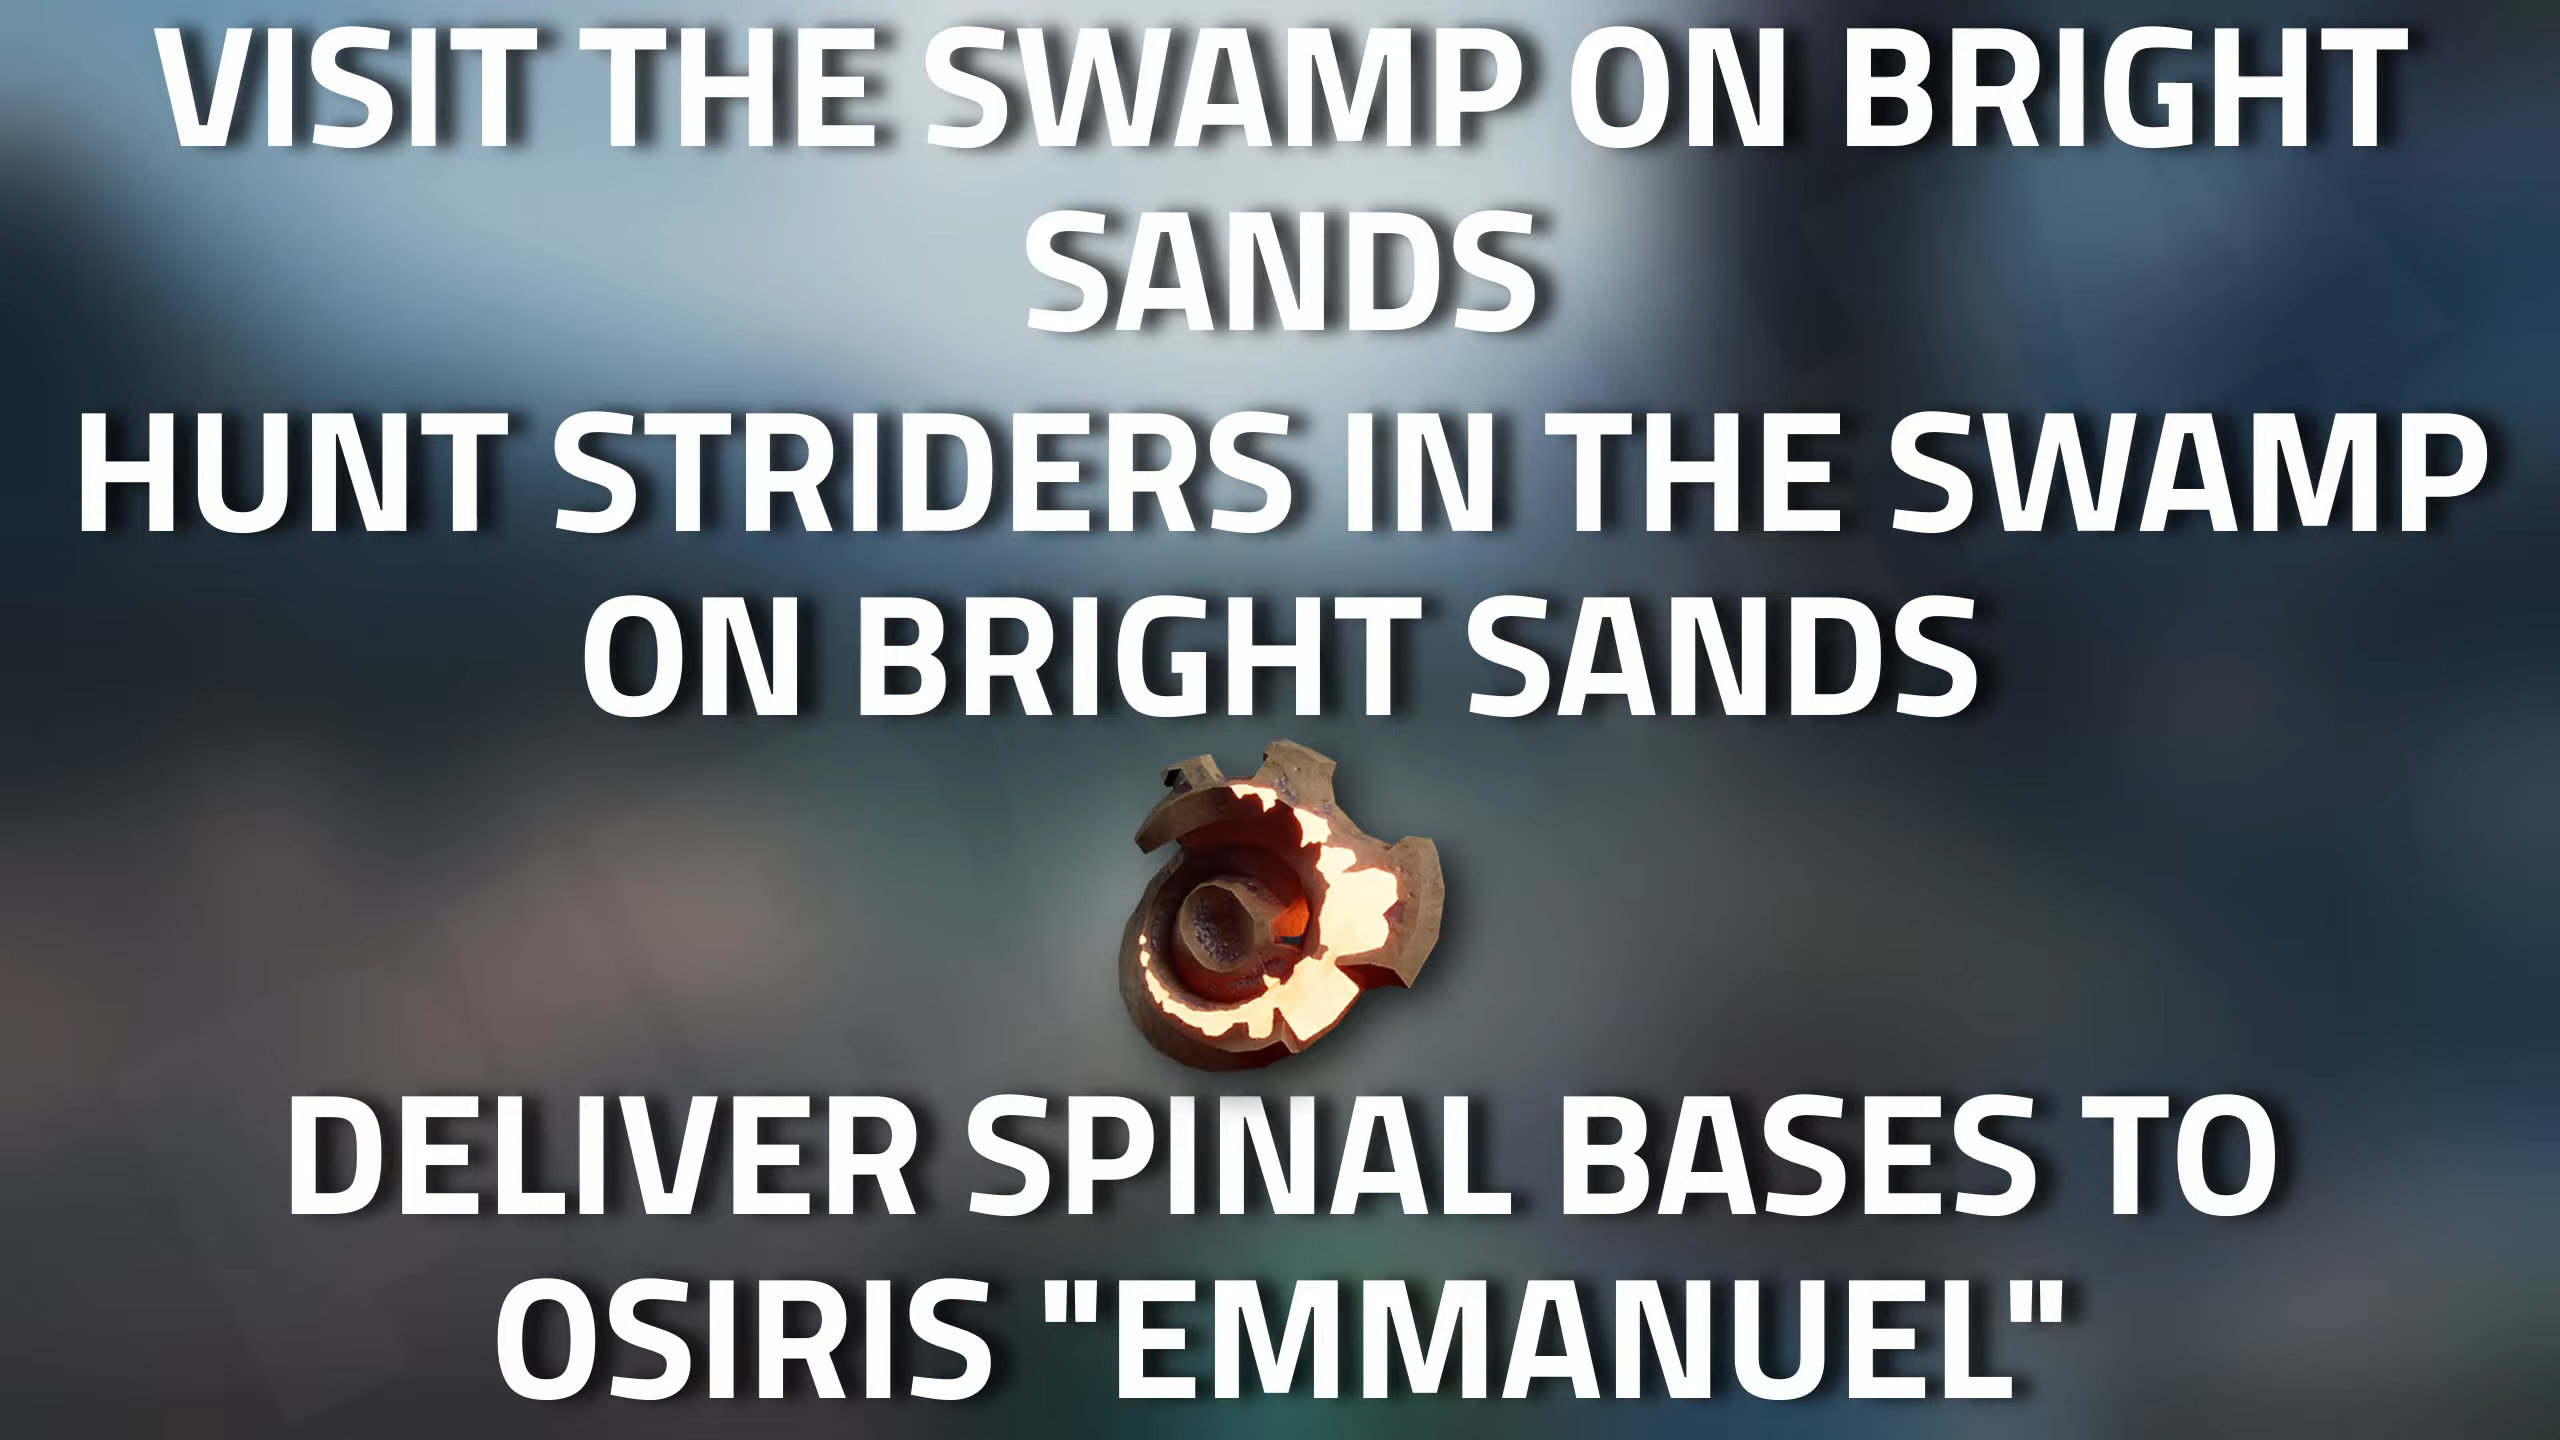 VISIT THE SWAMP ON BRIGHT
SANDS
HUNT STRIDERS IN THE SWAMP
ON BRIGHT SANDS
DELIVER SPINAL BASES TO
OSIRIS "EMMANUEL"